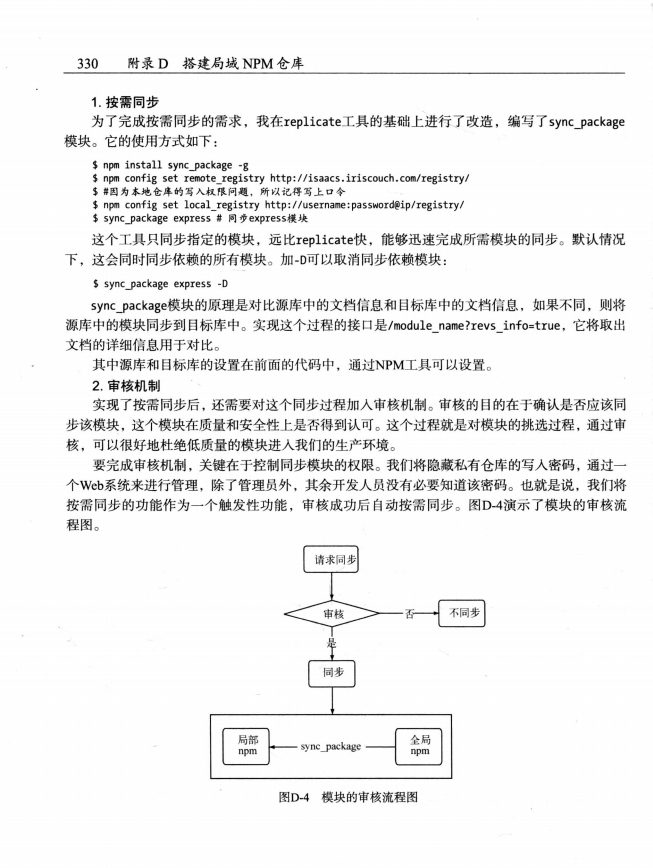 330 附录 D 搭建局域 NPM 仓库
1. 按需同步
为了完成按需同步的需求，我在replicate工具的基础上进行了改造，编写了sync_package
模块。它的使用方式如下：
$ npm install sync_package -g
$ npm config set remote_registry http://isaacs.iriscouch.com/registry/
$ #因为本地仓库的写入权限问题，所以记得写上口令
$ npm config set local_registry http://username:password@ip/registry/
$ sync_package express # 同步express模块
这个工具只同步指定的模块，远比replicate快，能够迅速完成所需模块的同步。默认情况
下，这会同时同步依赖的所有模块。加-D可以取消同步依赖模块：
$ sync_package express -D
sync_package模块的原理是对比源库中的文档信息和目标库中的文档信息，如果不同，则将
源库中的模块同步到目标库中。实现这个过程的接口是/module_name?revs_info=true，它将取出
文档的详细信息用于对比。
其中源库和目标库的设置在前面的代码中，通过NPM工具可以设置。
2. 审核机制
实现了按需同步后，还需要对这个同步过程加入审核机制。审核的目的在于确认是否应该同
步该模块，这个模块在质量和安全性上是否得到认可。这个过程就是对模块的挑选过程，通过审
核，可以很好地杜绝低质量的模块进入我们的生产环境。
要完成审核机制，关键在于控制同步模块的权限。我们将隐藏私有仓库的写入密码，通过一
个Web系统来进行管理，除了管理员外，其余开发人员没有必要知道该密码。也就是说，我们将
按需同步的功能作为一个触发性功能，审核成功后自动按需同步。图D-4演示了模块的审核流
程图。
请求同步
审核
否
不同步
是
同步
局部
npm
sync_package
全局
npm
图D-4 模块的审核流程图